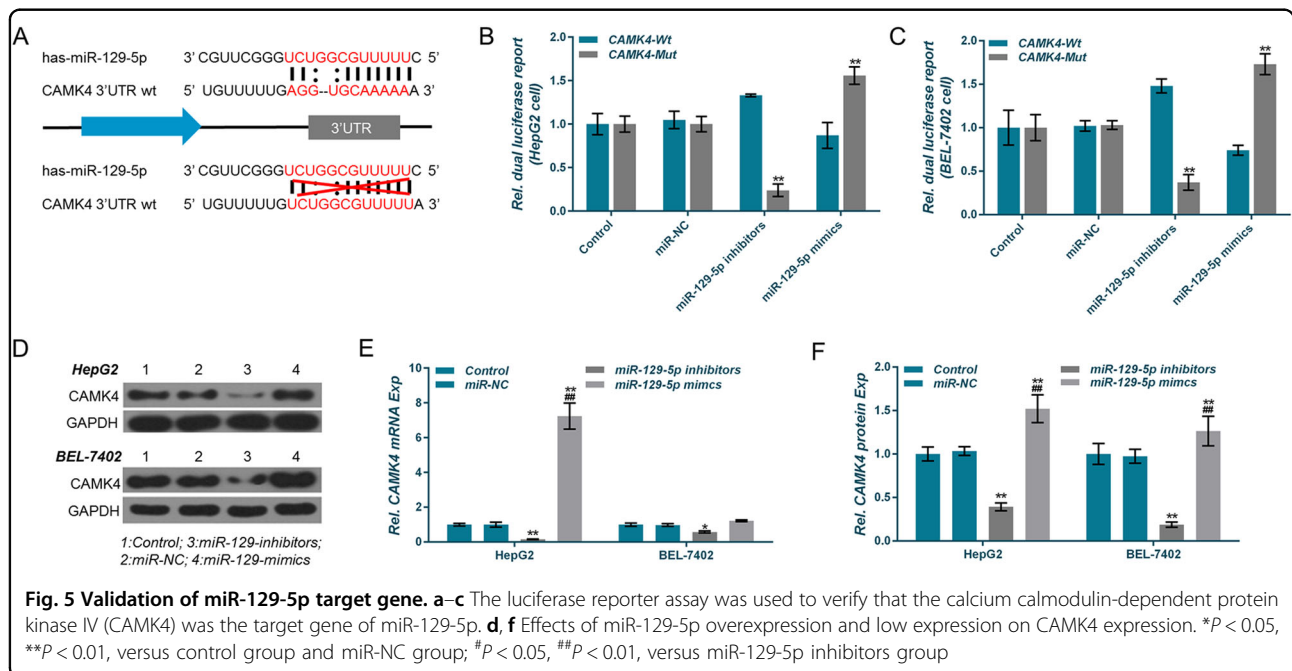 A
has-miR-129-5p 3' CGUUCGGGUCUGGCGUUUUUC 5'
CAMK4 3'UTR wt 5' UGUUUUUGAGG--UGCAAAAAA 3'
3'UTR
has-miR-129-5p 3' CGUUCGGGUCUGGCGUUUUUC 5'
CAMK4 3'UTR wt 5' UGUUUUUGUCUGGCGUUUUUA 3'
B
Rel. dual luciferase report
(HepG2 cell)
2.0
1.5
1.0
0.5
0.0
CAMK4-Wt
CAMK4-Mut
**
**
Control
miR-NC
miR-129-5p inhibitors
miR-129-5p mimics
C
Rel. dual luciferase report
(BEL-7402 cell)
2.0
1.5
1.0
0.5
0.0
CAMK4-Wt
CAMK4-Mut
**
**
Control
miR-NC
miR-129-5p inhibitors
miR-129-5p mimics
D
HepG2 1 2 3 4
CAMK4
GAPDH
BEL-7402 1 2 3 4
CAMK4
GAPDH
1:Control; 3:miR-129-inhibitors;
2:miR-NC; 4:miR-129-mimics
E
Rel. CAMK4 mRNA Exp
10
8
6
4
2
0
Control
miR-NC
miR-129-5p inhibitors
miR-129-5p mimcs
**
**
##
*
HepG2 BEL-7402
F
Rel. CAMK4 protein Exp
2.0
1.5
1.0
0.5
0.0
Control
miR-NC
miR-129-5p inhibitors
miR-129-5p mimcs
**
**
##
**
**
##
HepG2 BEL-7402
Fig. 5 Validation of miR-129-5p target gene. a–c The luciferase reporter assay was used to verify that the calcium calmodulin-dependent protein
kinase IV (CAMK4) was the target gene of miR-129-5p. d, f Effects of miR-129-5p overexpression and low expression on CAMK4 expression. *P < 0.05,
**P < 0.01, versus control group and miR-NC group; #P < 0.05, ##P < 0.01, versus miR-129-5p inhibitors group